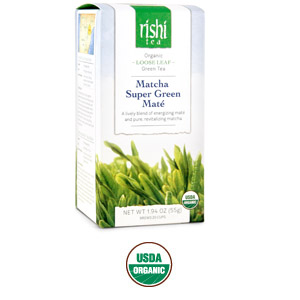 rishi
tea
Organic
LOOSE LEAF
Green Tea
Matcha
Super Green
Maté
A lively blend of energizing maté
and pure, revitalizing matcha.
USDA
ORGANIC
NET WT 1.94 OZ (55g)
USDA
ORGANIC